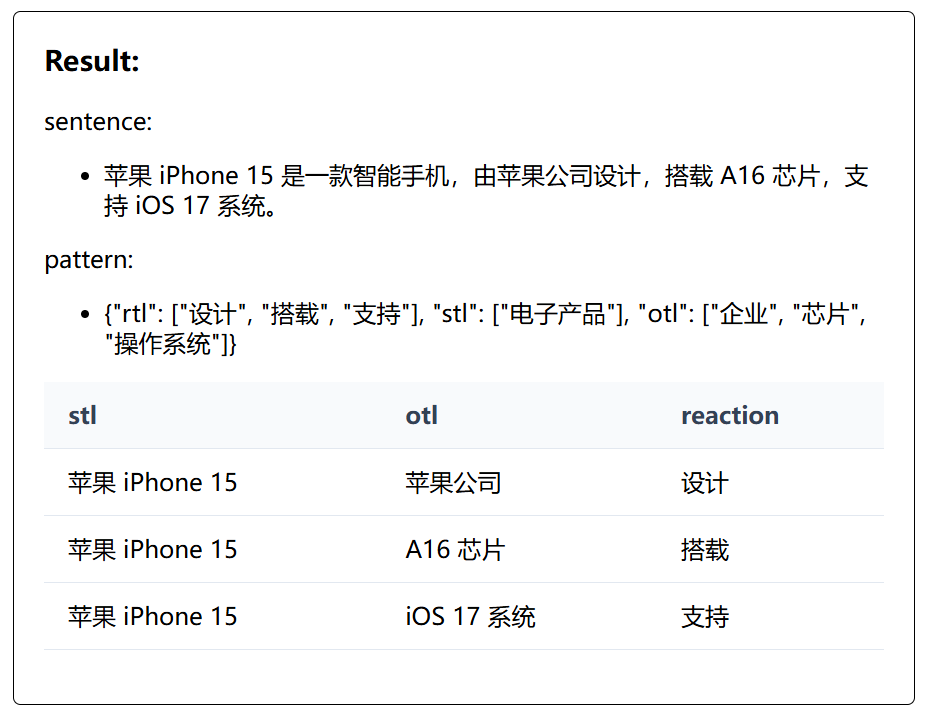 Result:
sentence:
苹果 iPhone 15 是一款智能手机，由苹果公司设计，搭载 A16 芯片，支
持 iOS 17 系统。
pattern:
{"rtl": ["设计", "搭载", "支持"], "stl": ["电子产品"], "otl": ["企业", "芯片",
"操作系统"]}
stl otl reaction
苹果 iPhone 15 苹果公司 设计
苹果 iPhone 15 A16 芯片 搭载
苹果 iPhone 15 iOS 17 系统 支持